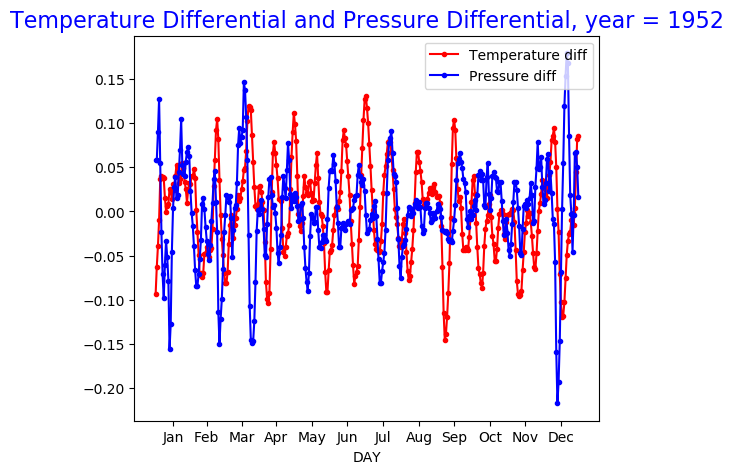 Temperature Differential and Pressure Differential, year = 1952
Temperature diff
Pressure diff
0.15
0.10
0.05
0.00
−0.05
−0.10
−0.15
−0.20
Jan Feb Mar Apr May Jun Jul Aug Sep Oct Nov Dec
DAY